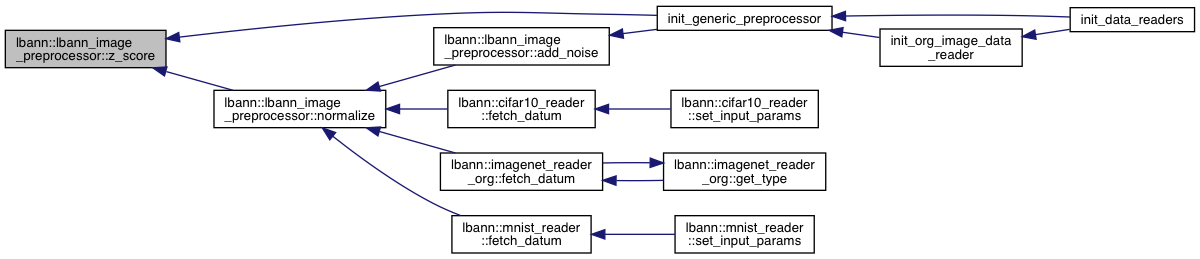 lbann::lbann_image
_preprocessor::z_score
init_generic_preprocessor
init_data_readers
init_org_image_data
_reader
lbann::lbann_image
_preprocessor::add_noise
lbann::lbann_image
_preprocessor::normalize
lbann::cifar10_reader
::fetch_datum
lbann::cifar10_reader
::set_input_params
lbann::imagenet_reader
_org::fetch_datum
lbann::imagenet_reader
_org::get_type
lbann::mnist_reader
::fetch_datum
lbann::mnist_reader
::set_input_params